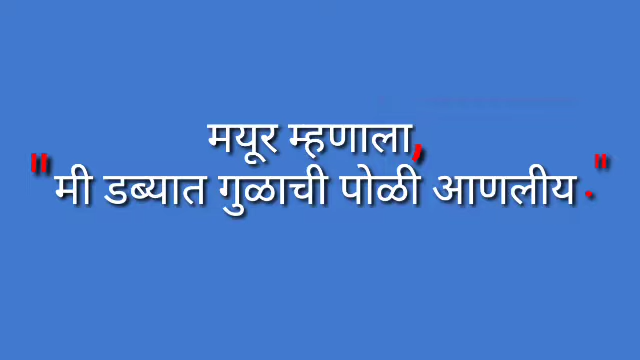 मयूर म्हणाला,
"मी डब्यात गुळाची पोळी आणलीय."